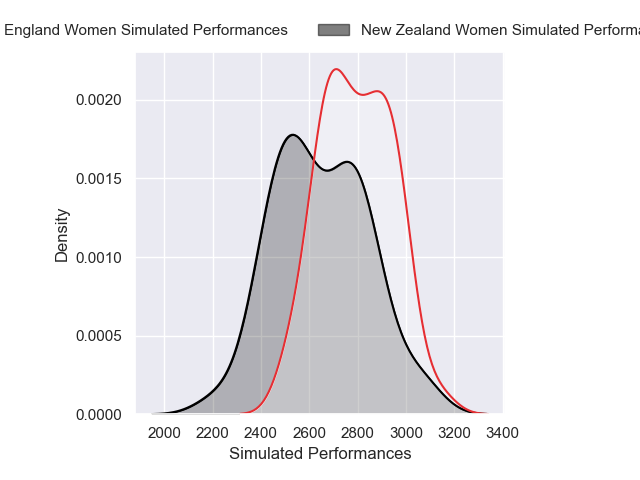 England Women Simulated Performances
New Zealand Women Simulated Performa
0.0020
0.0015
0.0010
0.0005
0.0000
Density
2000 2200 2400 2600 2800 3000 3200 3400
Simulated Performances